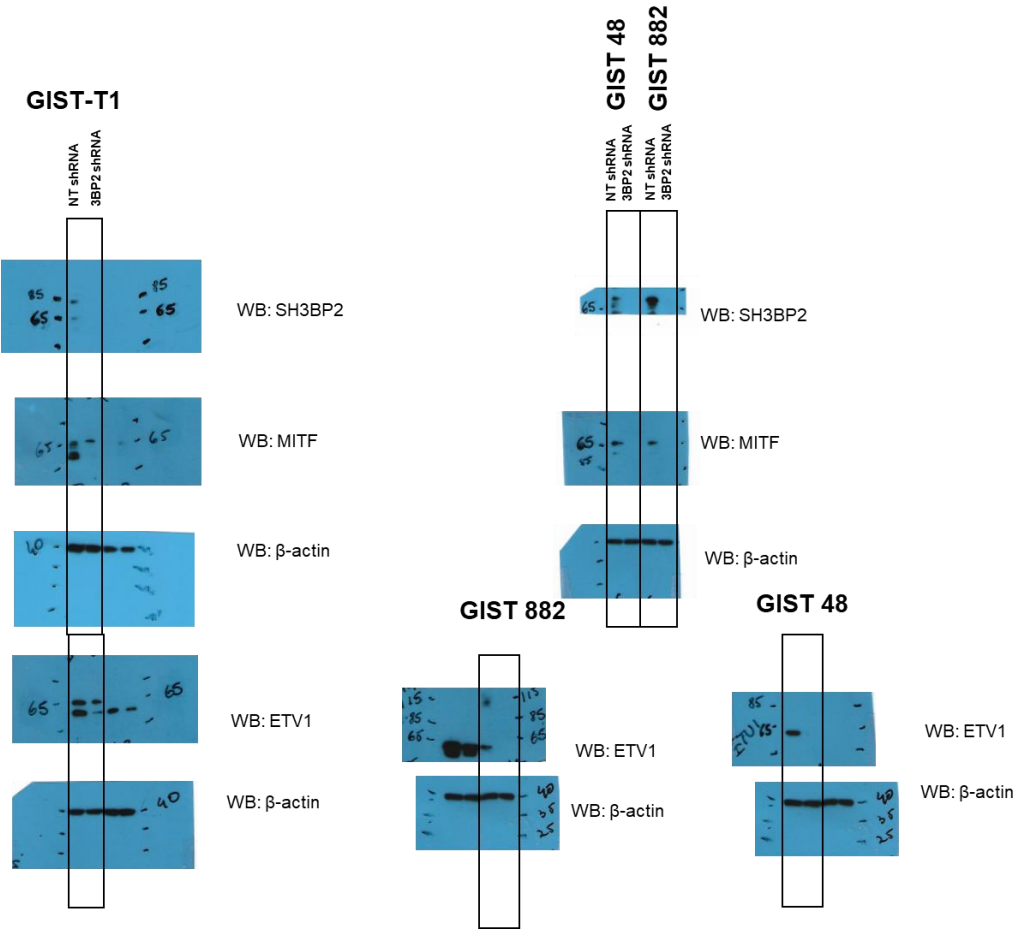 GIST-T1
NT shRNA
3BP2 shRNA
85
65
85
65
WB: SH3BP2
65
65
WB: MITF
40
WB: β-actin
65
65
WB: ETV1
40
WB: β-actin
GIST 48
GIST 882
NT shRNA
3BP2 shRNA
NT shRNA
3BP2 shRNA
65
WB: SH3BP2
65
WB: MITF
WB: β-actin
GIST 882
115
85
65
115
85
65
WB: ETV1
40
35
25
WB: β-actin
GIST 48
85
65
ETV1
WB: ETV1
40
35
25
WB: β-actin